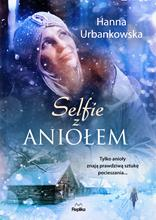 Hanna
Urbankowska
Selfie
z
ANIOŁEM
Tylko anioły
znają prawdziwą sztukę
pocieszania...
Replika